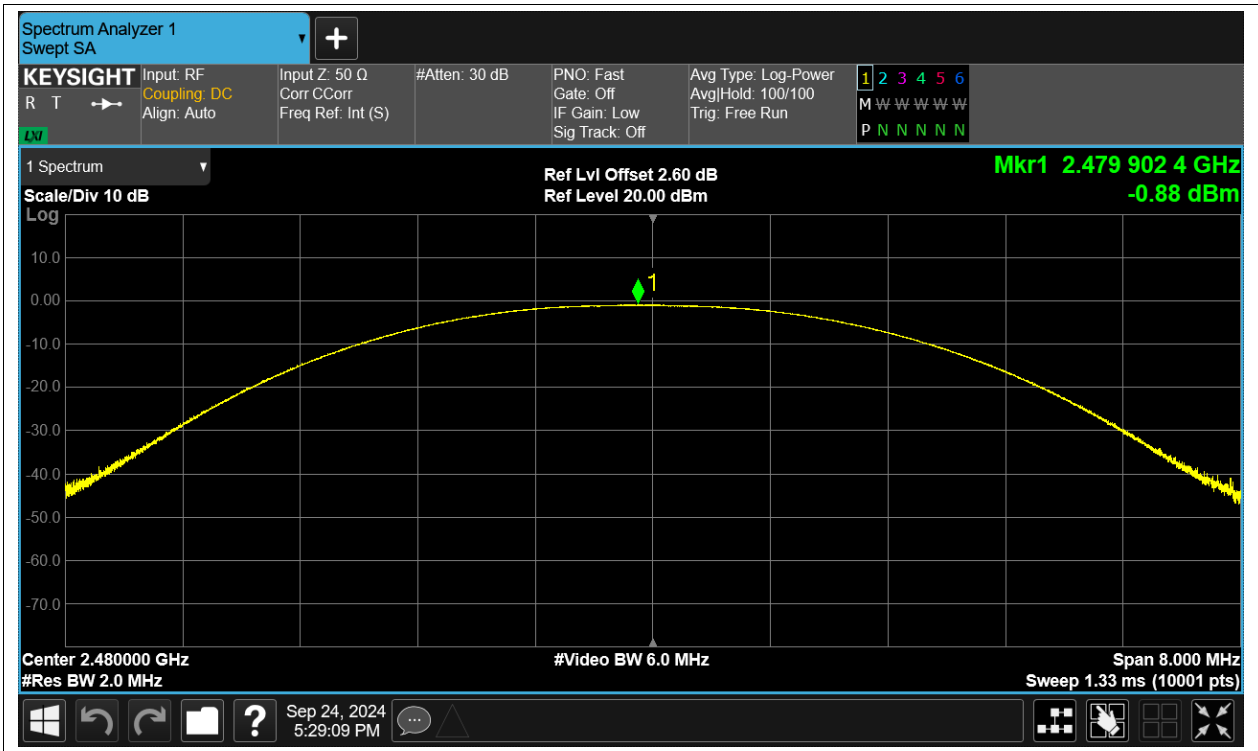 Spectrum Analyzer 1
Swept SA
KEYSIGHT
R T
LXI
Input: RF
Coupling: DC
Align: Auto
Input Z: 50 Ω
Corr CCorr
Freq Ref: Int (S)
#Atten: 30 dB
PNO: Fast
Gate: Off
IF Gain: Low
Sig Track: Off
Avg Type: Log-Power
Avg|Hold: 100/100
Trig: Free Run
1 2 3 4 5 6
M W W W W W W
P N N N N N N
1 Spectrum
Scale/Div 10 dB
Log
Ref Lvl Offset 2.60 dB
Ref Level 20.00 dBm
Mkr1 2.479 902 4 GHz
-0.88 dBm
10.0
0.00
-10.0
-20.0
-30.0
-40.0
-50.0
-60.0
-70.0
1
Center 2.480000 GHz
#Res BW 2.0 MHz
#Video BW 6.0 MHz
Span 8.000 MHz
Sweep 1.33 ms (10001 pts)
?
Sep 24, 2024
5:29:09 PM